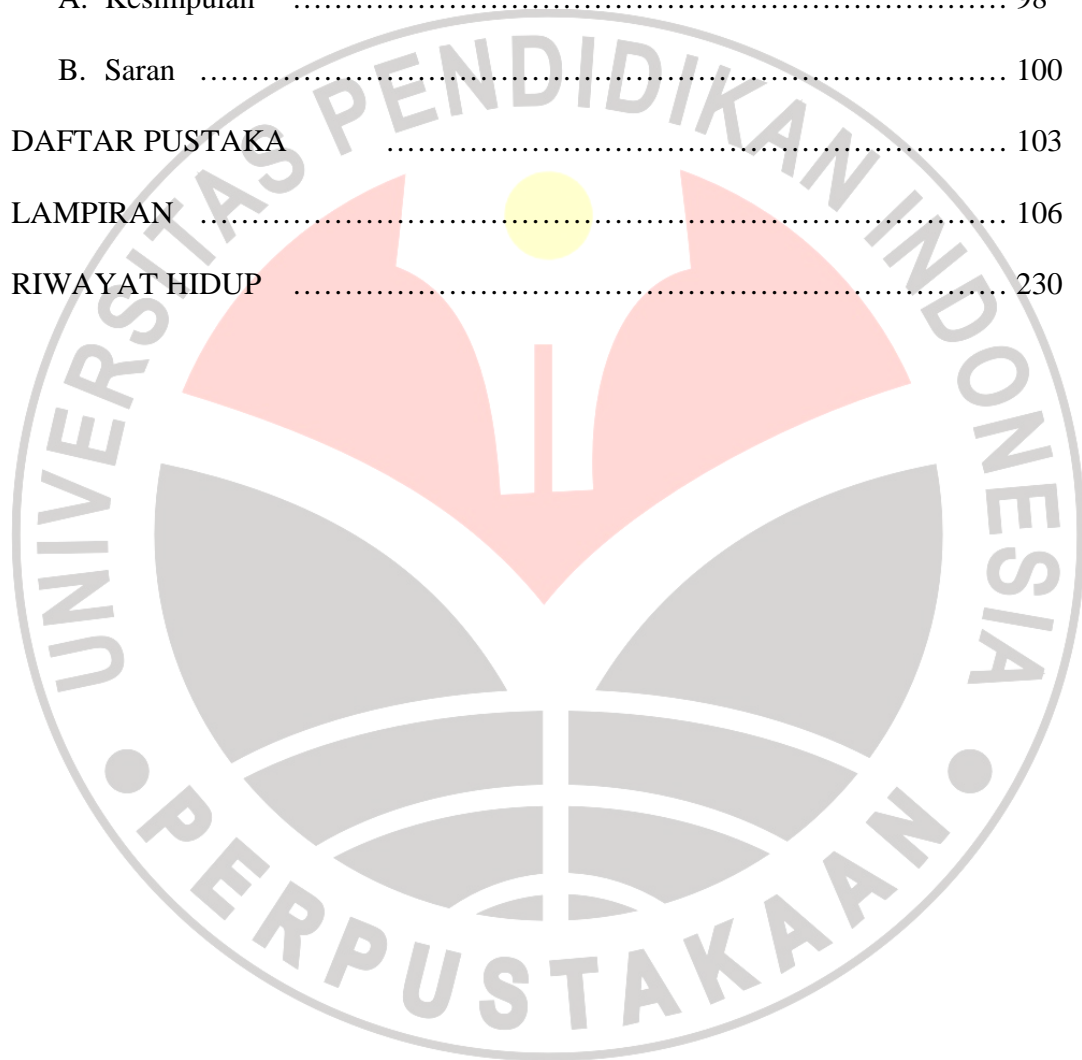 A. Kesimpulan ……………………………………………………………… 98
B. Saran ……………………………………………………………………… 100
DAFTAR PUSTAKA ……………………………………………………… 103
LAMPIRAN ……………………………………………………………………… 106
RIWAYAT HIDUP ……………………………………………………………… 230
UNIVERSITAS PENDIDIKAN INDONESIA
● PERPUSTAKAAN ●